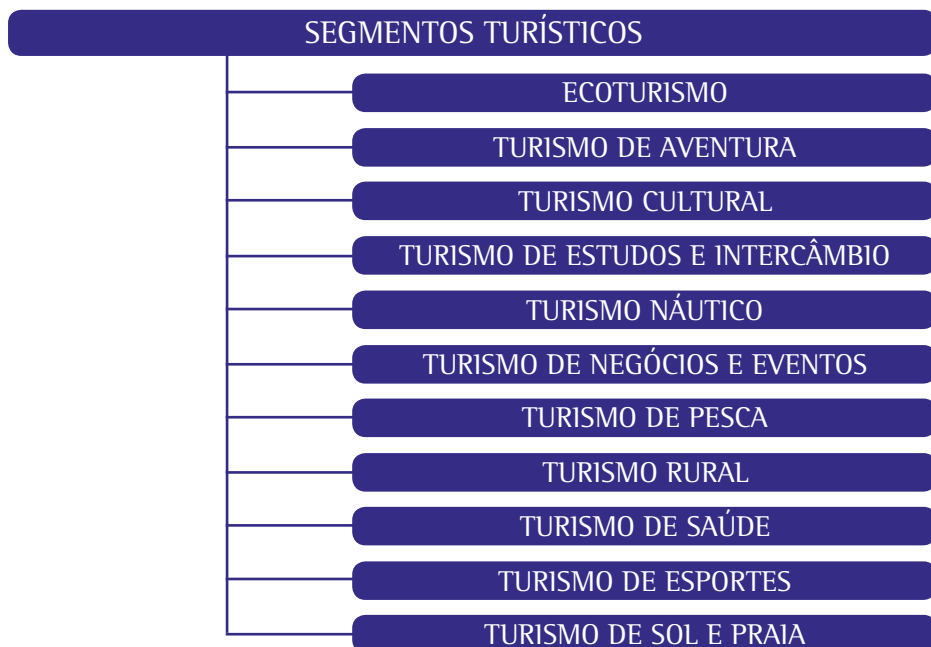 SEGMENTOS TURÍSTICOS
ECOTURISMO
TURISMO DE AVENTURA
TURISMO CULTURAL
TURISMO DE ESTUDOS E INTERCÂMBIO
TURISMO NÁUTICO
TURISMO DE NEGÓCIOS E EVENTOS
TURISMO DE PESCA
TURISMO RURAL
TURISMO DE SAÚDE
TURISMO DE ESPORTES
TURISMO DE SOL E PRAIA